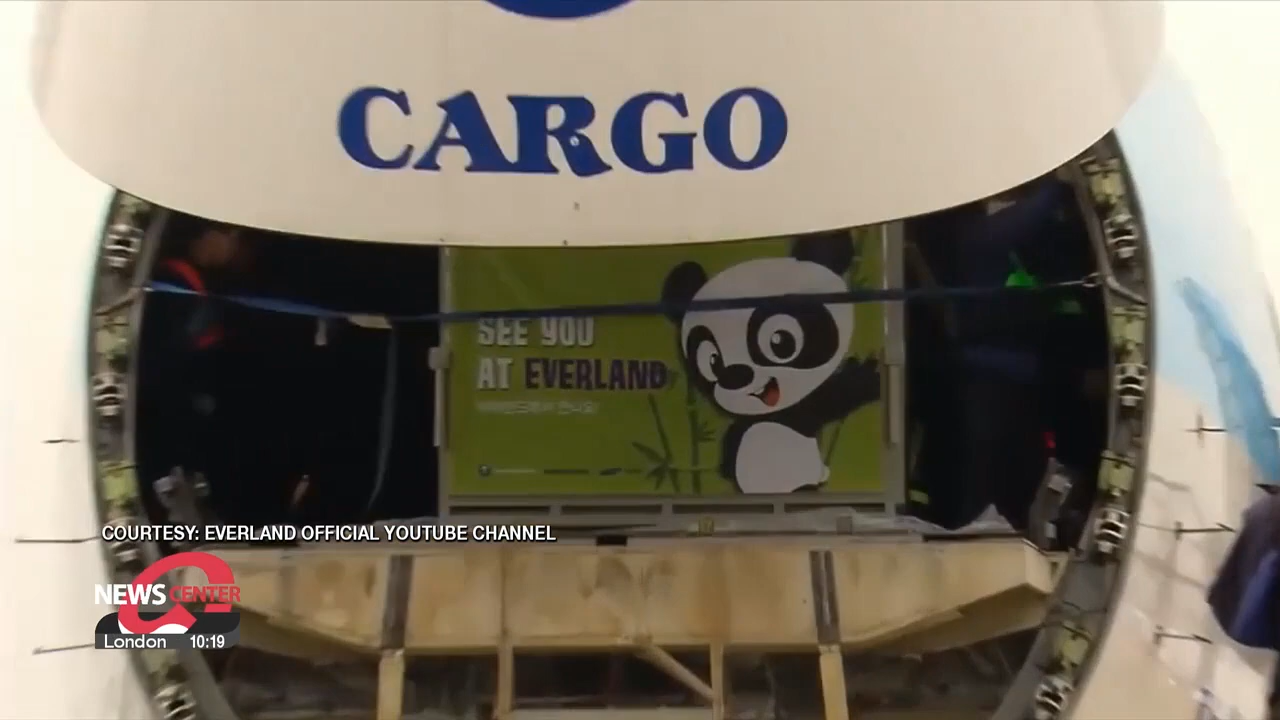 CARGO
SEE YOU
AT EVERLAND
COURTESY: EVERLAND OFFICIAL YOUTUBE CHANNEL
NEWS CENTER
London 10:19